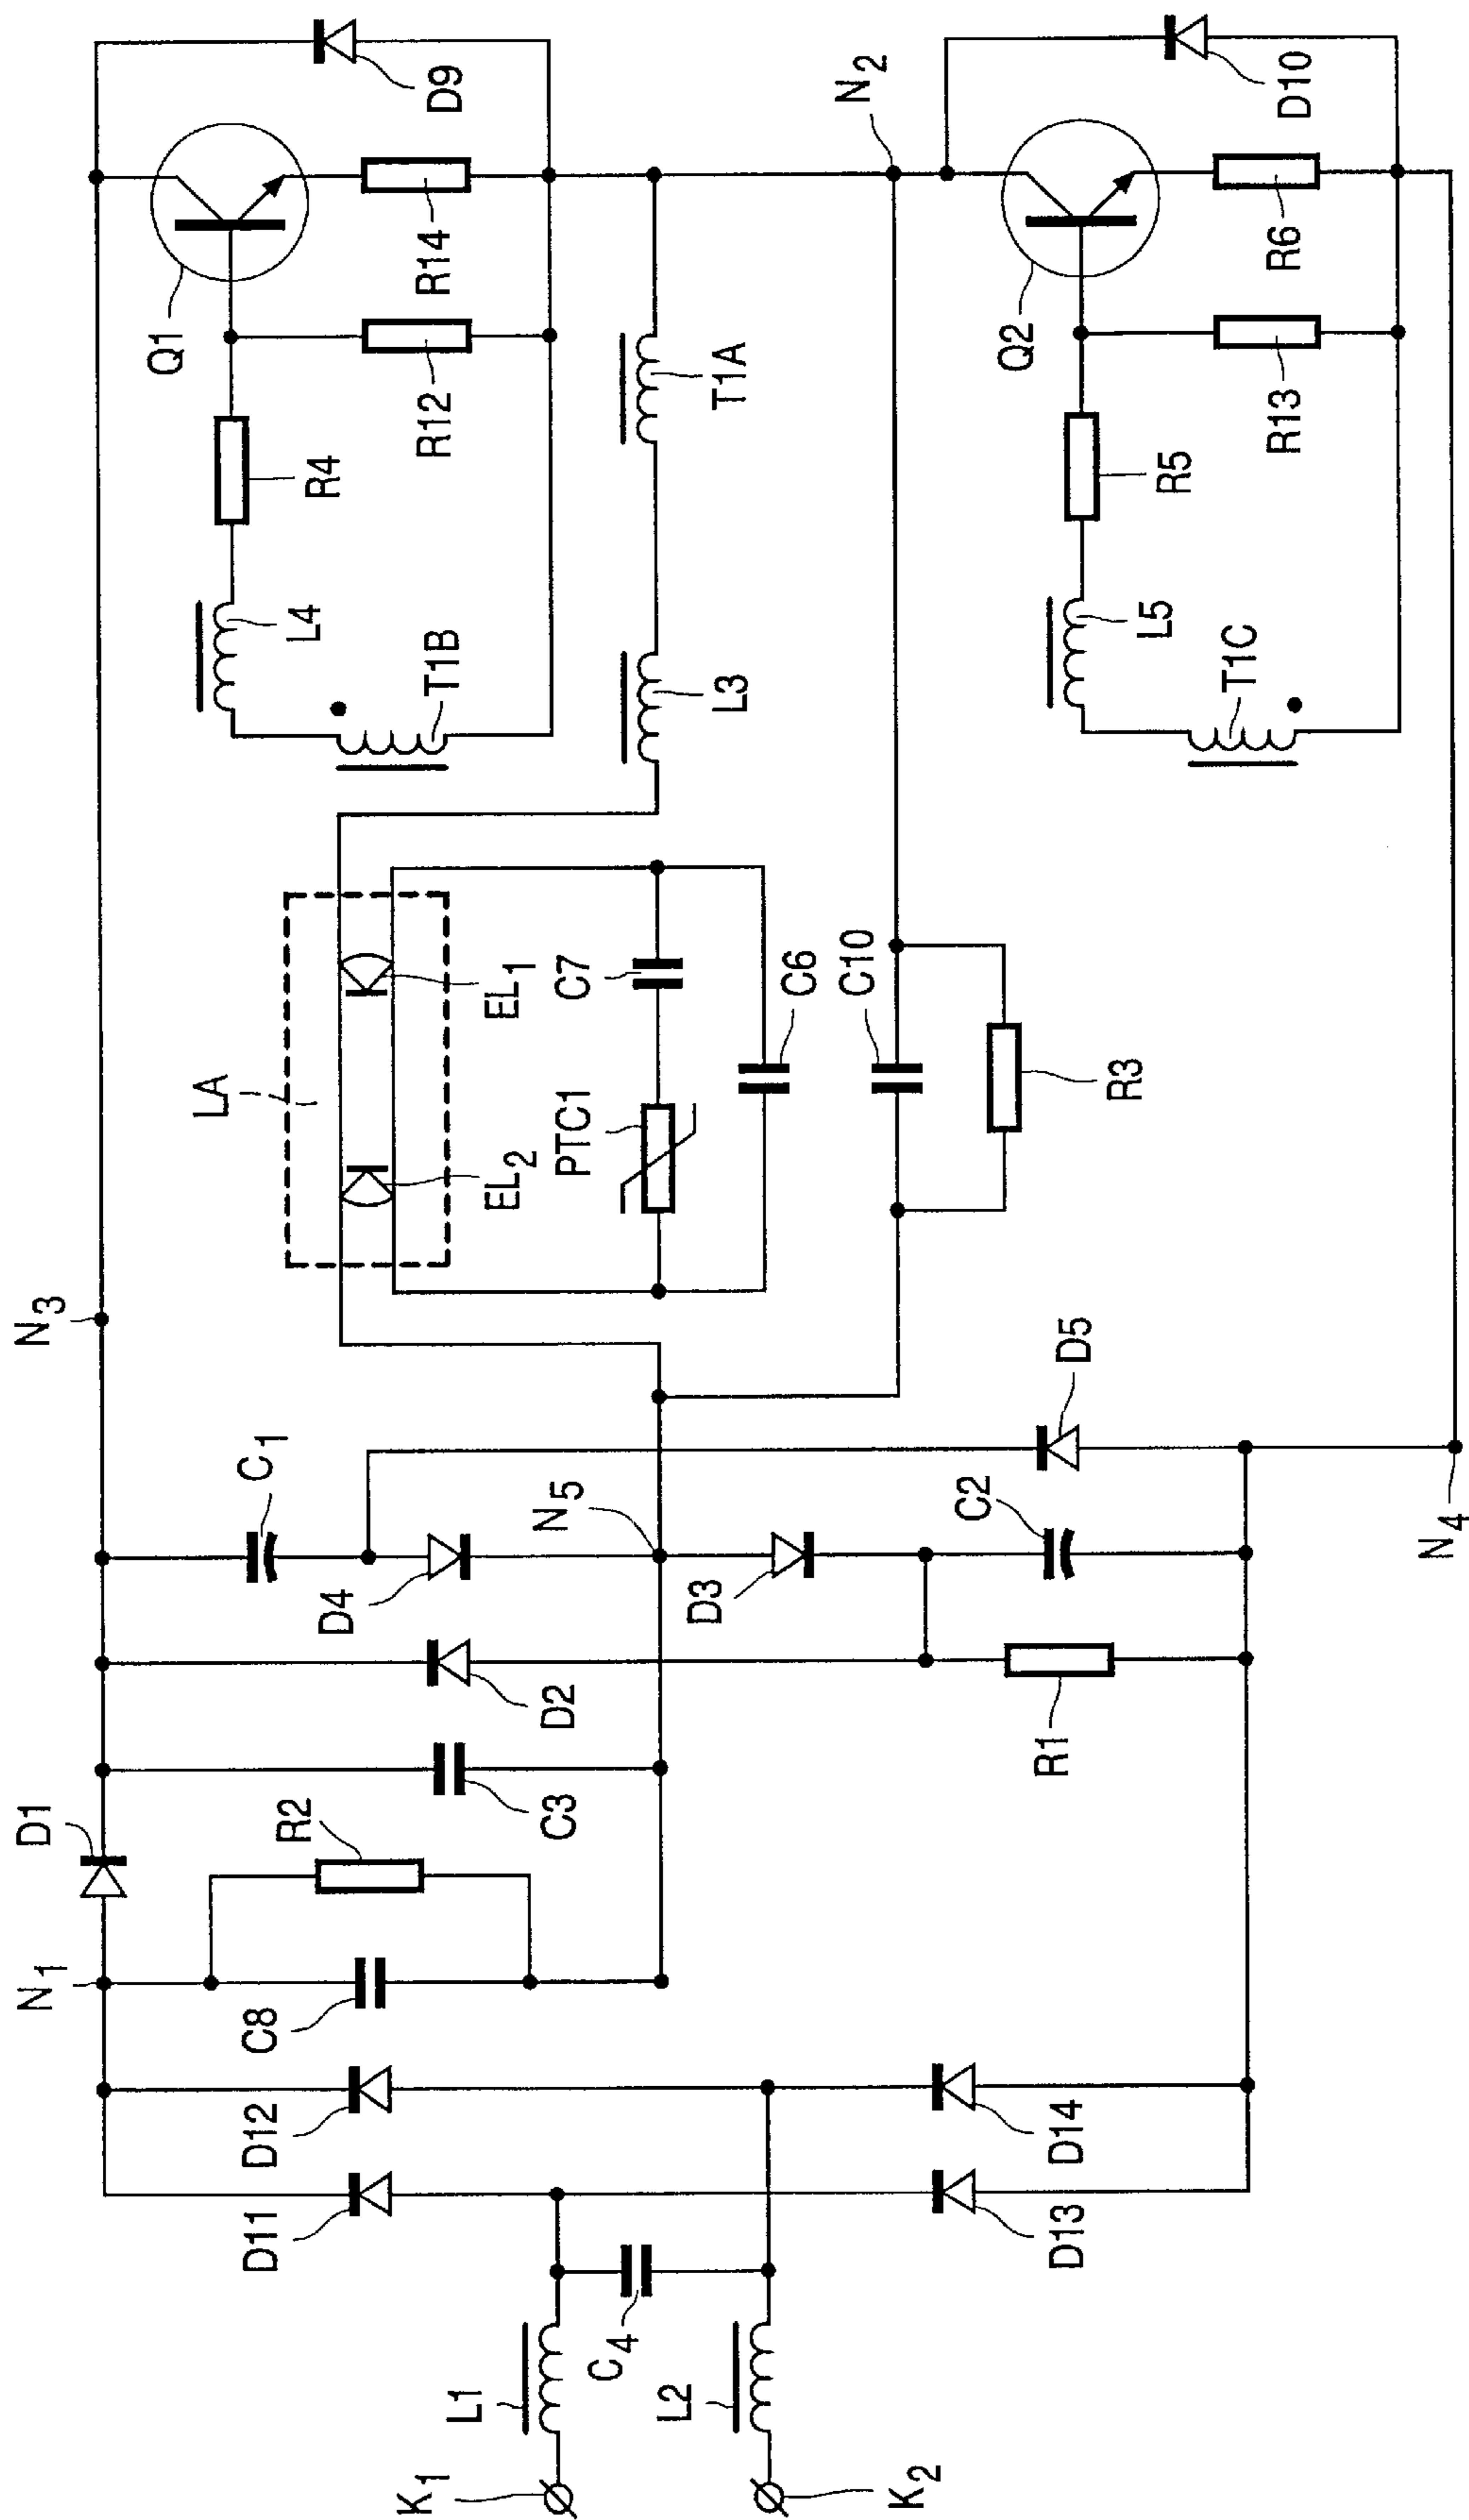 D9
N2
D10
Q1
R14
R12
R4
L4
T1B
T1A
L3
Q2
R6
R13
R5
L5
T1C
LA
EL1
EL2
C7
PTC1
C6
C10
R3
N3
C1
D4
N5
D3
C2
D5
N4
D2
R1
C3
D1
R2
N1
C8
D12
D14
D11
D13
C4
L1
L2
K1
K2